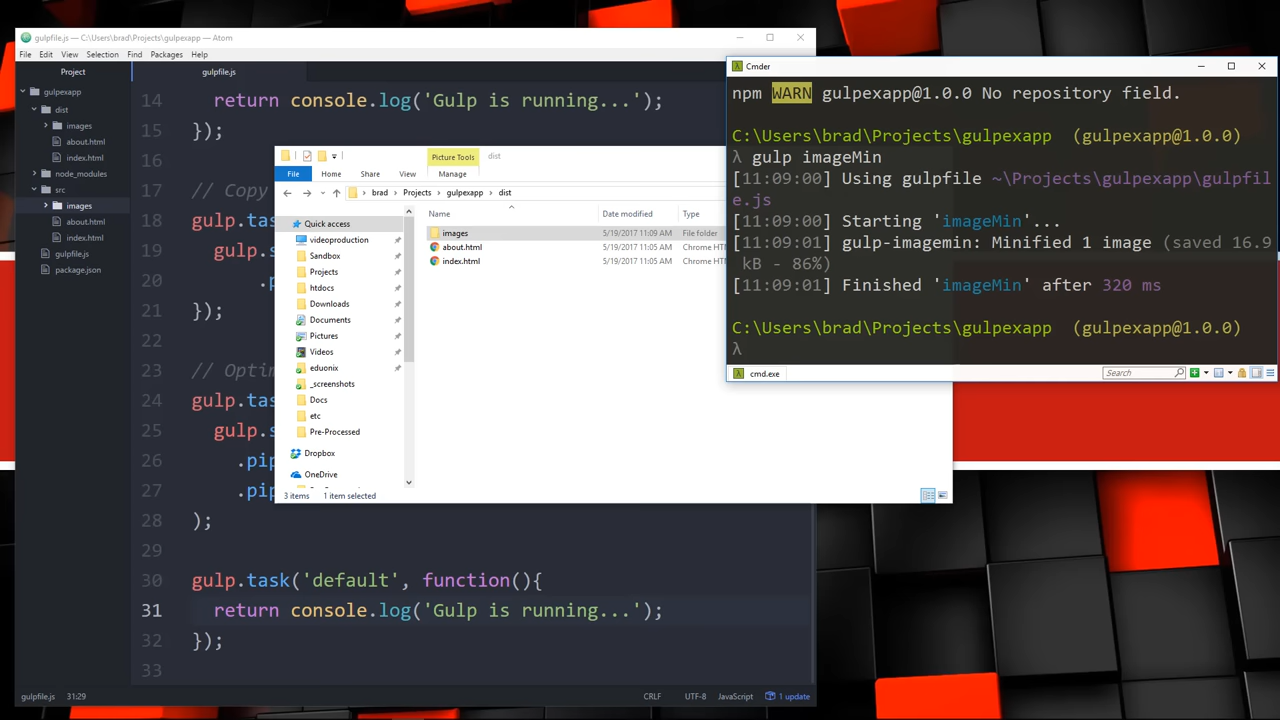 gulpfile.js — C:\Users\brad\Projects\gulpexapp — Atom
File Edit View Selection Find Packages Help
Project
gulpexapp
dist
images
about.html
index.html
node_modules
src
images
about.html
index.html
gulpfile.js
package.json
gulpfile.js
14 return console.log('Gulp is running...');
15 });
16
17 // Copy
18 gulp.tas
19 gulp.s
20 .p
21 });
22
23 // Opti
24 gulp.tas
25 gulp.s
26 .pip
27 .pip
28 );
29
30 gulp.task('default', function(){
31 return console.log('Gulp is running...');
32 });
33
gulpfile.js 31:29
CRLF UTF-8 JavaScript 1 update
Picture Tools dist
File Home Share View Manage
brad Projects gulpexapp dist
Quick access
videoproduction
Sandbox
Projects
htdocs
Downloads
Documents
Pictures
Videos
eduonix
_screenshots
Docs
etc
Pre-Processed
Dropbox
OneDrive
Name Date modified Type
images 5/19/2017 11:09 AM File folder
about.html 5/19/2017 11:05 AM Chrome HT
index.html 5/19/2017 11:05 AM Chrome HT
3 items 1 item selected
Cmder
npm WARN gulpexapp@1.0.0 No repository field.
C:\Users\brad\Projects\gulpexapp (gulpexapp@1.0.0)
λ gulp imageMin
[11:09:00] Using gulpfile ~\Projects\gulpexapp\gulpfil
e.js
[11:09:00] Starting 'imageMin'...
[11:09:01] gulp-imagemin: Minified 1 image (saved 16.9
kB - 86%)
[11:09:01] Finished 'imageMin' after 320 ms
C:\Users\brad\Projects\gulpexapp (gulpexapp@1.0.0)
λ
cmd.exe
Search